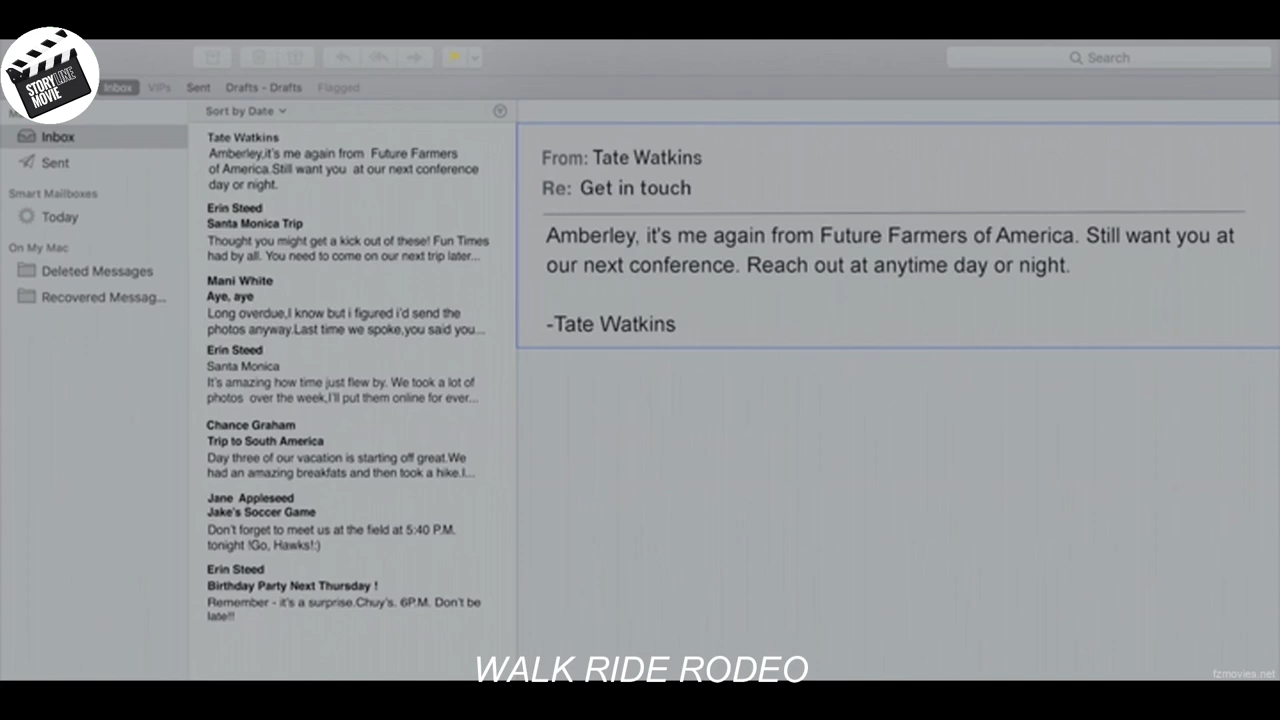 STORY LINE
MOVIE
Search
Inbox
VIPs
Sent
Drafts - Drafts
Flagged
Sort by Date
Inbox
Sent
Smart Mailboxes
Today
On My Mac
Deleted Messages
Recovered Messag...
Tate Watkins
Amberley,it's me again from Future Farmers
of America.Still want you at our next conference
day or night.
Erin Steed
Santa Monica Trip
Thought you might get a kick out of these! Fun Times
had by all. You need to come on our next trip later...
Mani White
Aye, aye
Long overdue,I know but i figured i'd send the
photos anyway.Last time we spoke,you said you...
Erin Steed
Santa Monica
It's amazing how time just flew by. We took a lot of
photos over the week,I'll put them online for ever...
Chance Graham
Trip to South America
Day three of our vacation is starting off great.We
had an amazing breakfats and then took a hike.I...
Jane Appleseed
Jake's Soccer Game
Don't forget to meet us at the field at 5:40 P.M.
tonight !Go, Hawks!:)
Erin Steed
Birthday Party Next Thursday !
Remember - it's a surprise.Chuy's. 6P.M. Don't be
late!!
From: Tate Watkins
Re: Get in touch
Amberley, it's me again from Future Farmers of America. Still want you at
our next conference. Reach out at anytime day or night.
-Tate Watkins
WALK RIDE RODEO
fzmovies.net